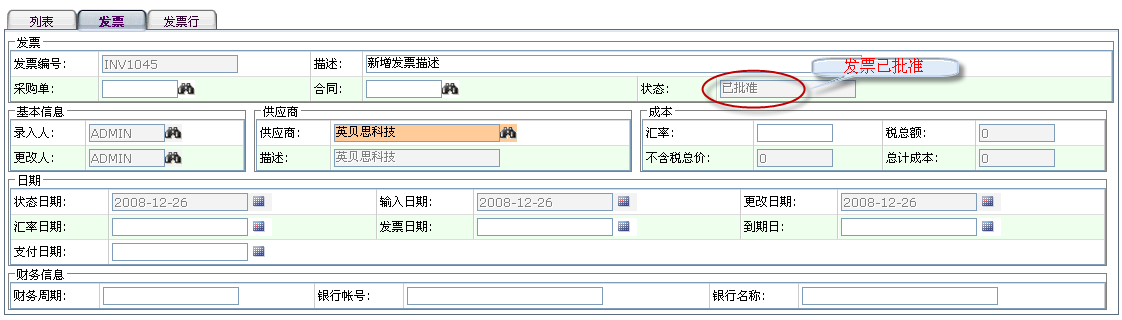 列表 发票 发票行
发票
发票编号: INV1045 描述: 新增发票描述
发票已批准
采购单: 合同: 状态: 已批准
基本信息 供应商 成本
录入人: ADMIN 供应商: 英贝思科技 汇率: 税总额: 0
更改人: ADMIN 描述: 英贝思科技 不含税总价: 0 总计成本: 0
日期
状态日期: 2008-12-26 输入日期: 2008-12-26 更改日期: 2008-12-26
汇率日期: 发票日期: 到期日:
支付日期:
财务信息
财务周期: 银行帐号: 银行名称: